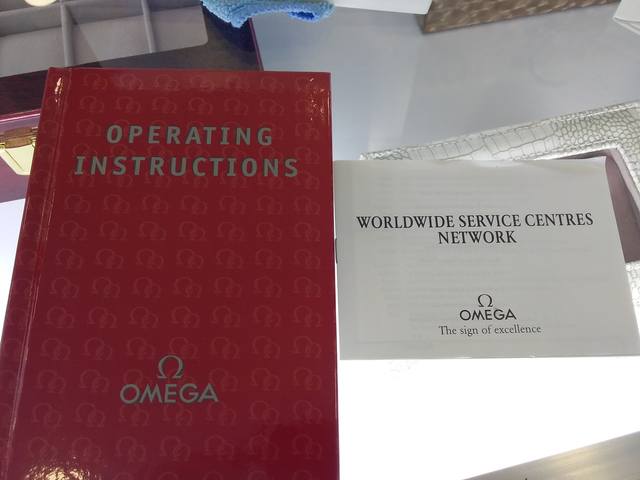 OPERATING
INSTRUCTIONS
Ω
OMEGA
WORLDWIDE SERVICE CENTRES
NETWORK
Ω
OMEGA
The sign of excellence